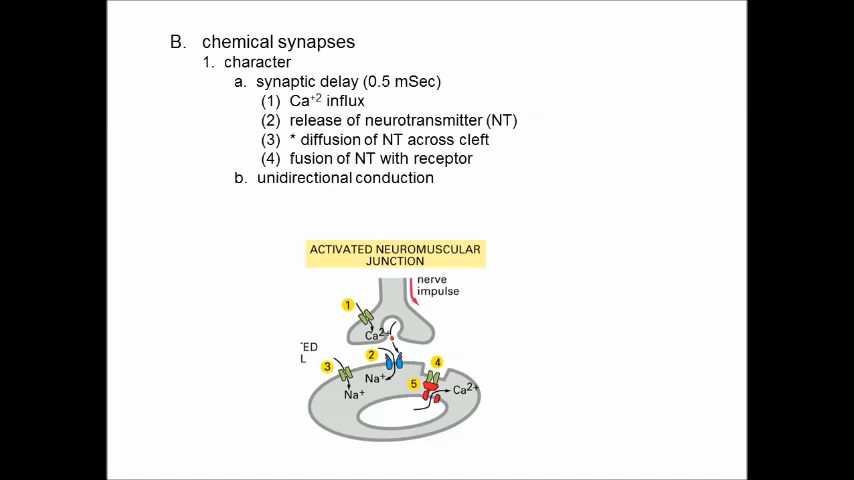 B. chemical synapses
1. character
a. synaptic delay (0.5 mSec)
(1) Ca+2 influx
(2) release of neurotransmitter (NT)
(3) * diffusion of NT across cleft
(4) fusion of NT with receptor
b. unidirectional conduction
ACTIVATED NEUROMUSCULAR
JUNCTION
nerve
impulse
1
Ca2+
TED
L
2
3
4
Na+
5
Ca2+
Na+